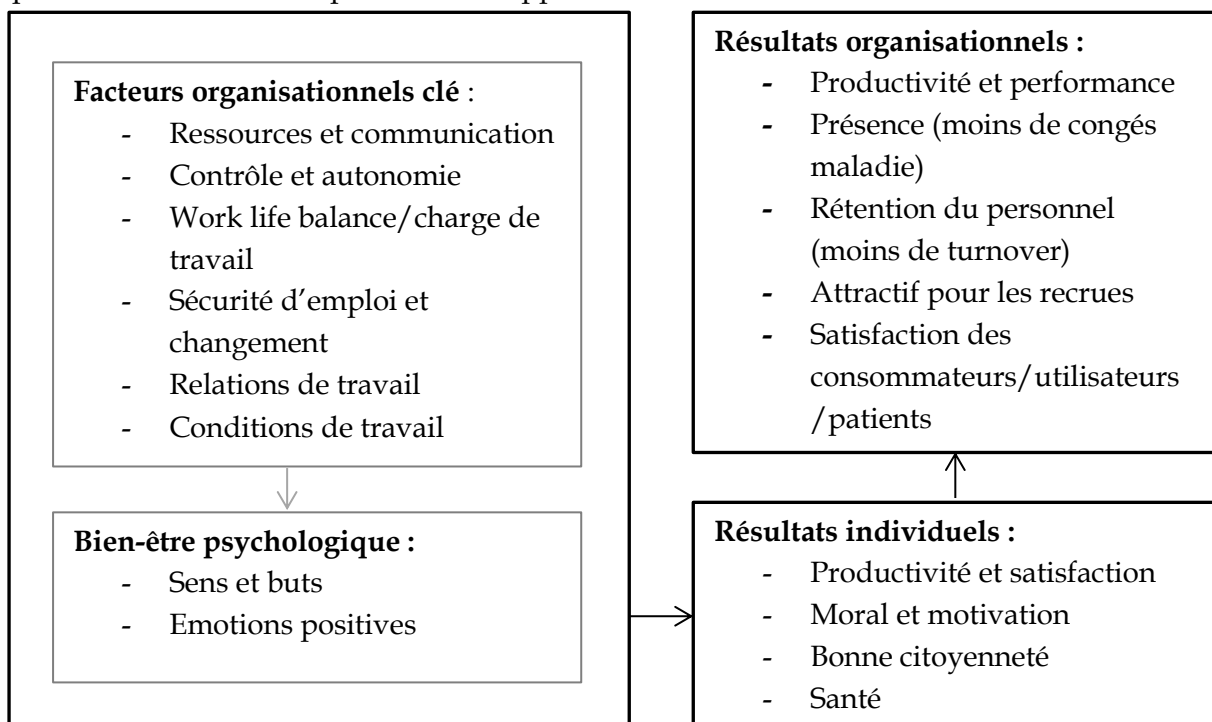 Facteurs organisationnels clé :
- Ressources et communication
- Contrôle et autonomie
- Work life balance/charge de
travail
- Sécurité d'emploi et
changement
- Relations de travail
- Conditions de travail
Bien-être psychologique :
- Sens et buts
- Emotions positives
Résultats organisationnels :
- Productivité et performance
- Présence (moins de congés
maladie)
- Rétention du personnel
(moins de turnover)
- Attractif pour les recrues
- Satisfaction des
consommateurs/utilisateurs
/patients
Résultats individuels :
- Productivité et satisfaction
- Moral et motivation
- Bonne citoyenneté
- Santé